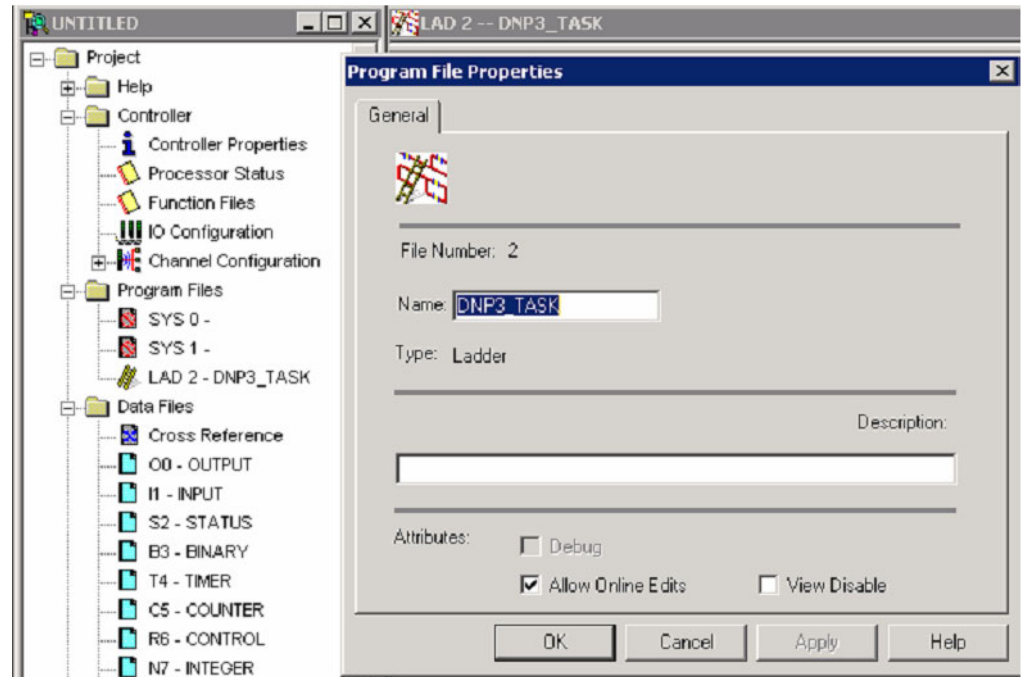 UNTITLED
Project
Help
Controller
Controller Properties
Processor Status
Function Files
IO Configuration
Channel Configuration
Program Files
SYS 0 -
SYS 1 -
LAD 2 - DNP3_TASK
Data Files
Cross Reference
O0 - OUTPUT
I1 - INPUT
S2 - STATUS
B3 - BINARY
T4 - TIMER
C5 - COUNTER
R6 - CONTROL
N7 - INTEGER
LAD 2 -- DNP3_TASK
Program File Properties
General
File Number: 2
Name: DNP3_TASK
Type: Ladder
Description:
Attributes: Debug
Allow Online Edits View Disable
OK Cancel Apply Help